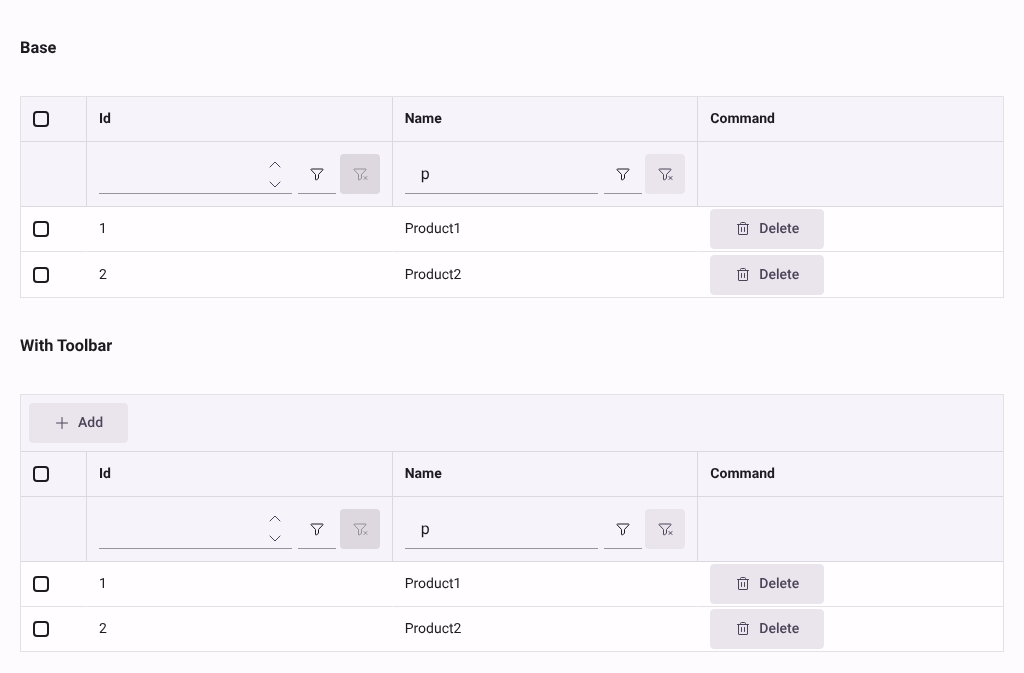 Base
Id Name Command
p
1 Product1 Delete
2 Product2 Delete
With Toolbar
Add
Id Name Command
p
1 Product1 Delete
2 Product2 Delete